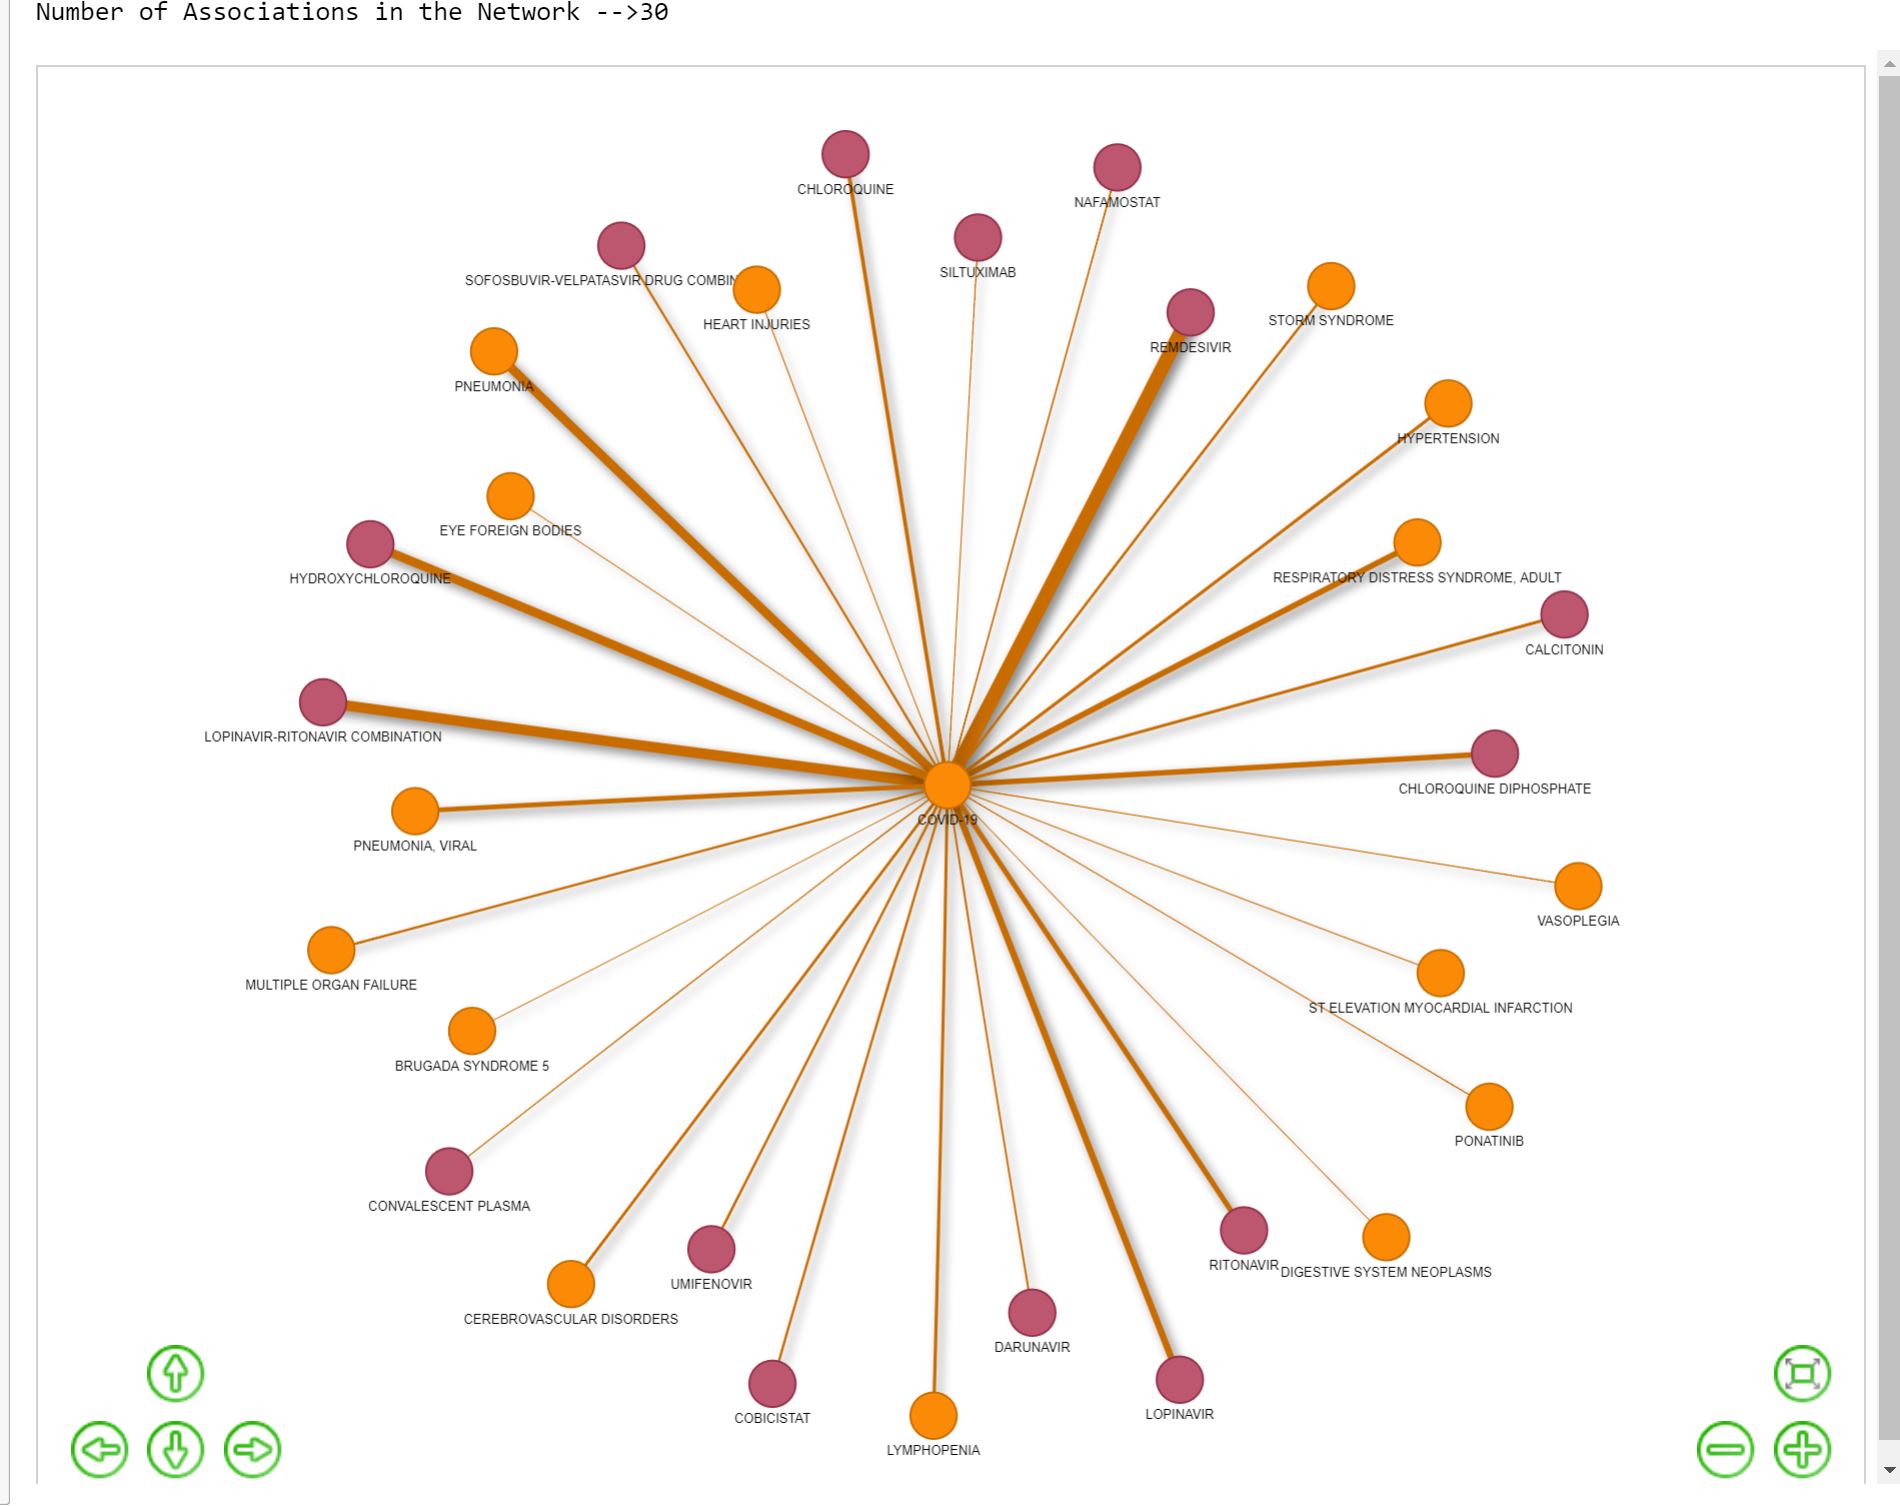 Number of Associations in the Network -->30
CHLOROQUINE
NAFAMOSTAT
SILTUXIMAB
SOFOSBUVIR-VELPATASVIR DRUG COMBIN
HEART INJURIES
STORM SYNDROME
REMDESIVIR
PNEUMONIA
HYPERTENSION
EYE FOREIGN BODIES
HYDROXYCHLOROQUINE
RESPIRATORY DISTRESS SYNDROME, ADULT
CALCITONIN
LOPINAVIR-RITONAVIR COMBINATION
CHLOROQUINE DIPHOSPHATE
COVID-19
PNEUMONIA, VIRAL
VASOPLEGIA
MULTIPLE ORGAN FAILURE
ST ELEVATION MYOCARDIAL INFARCTION
BRUGADA SYNDROME 5
PONATINIB
CONVALESCENT PLASMA
RITONAVIR
DIGESTIVE SYSTEM NEOPLASMS
UMIFENOVIR
CEREBROVASCULAR DISORDERS
DARUNAVIR
LOPINAVIR
COBICISTAT
LYMPHOPENIA